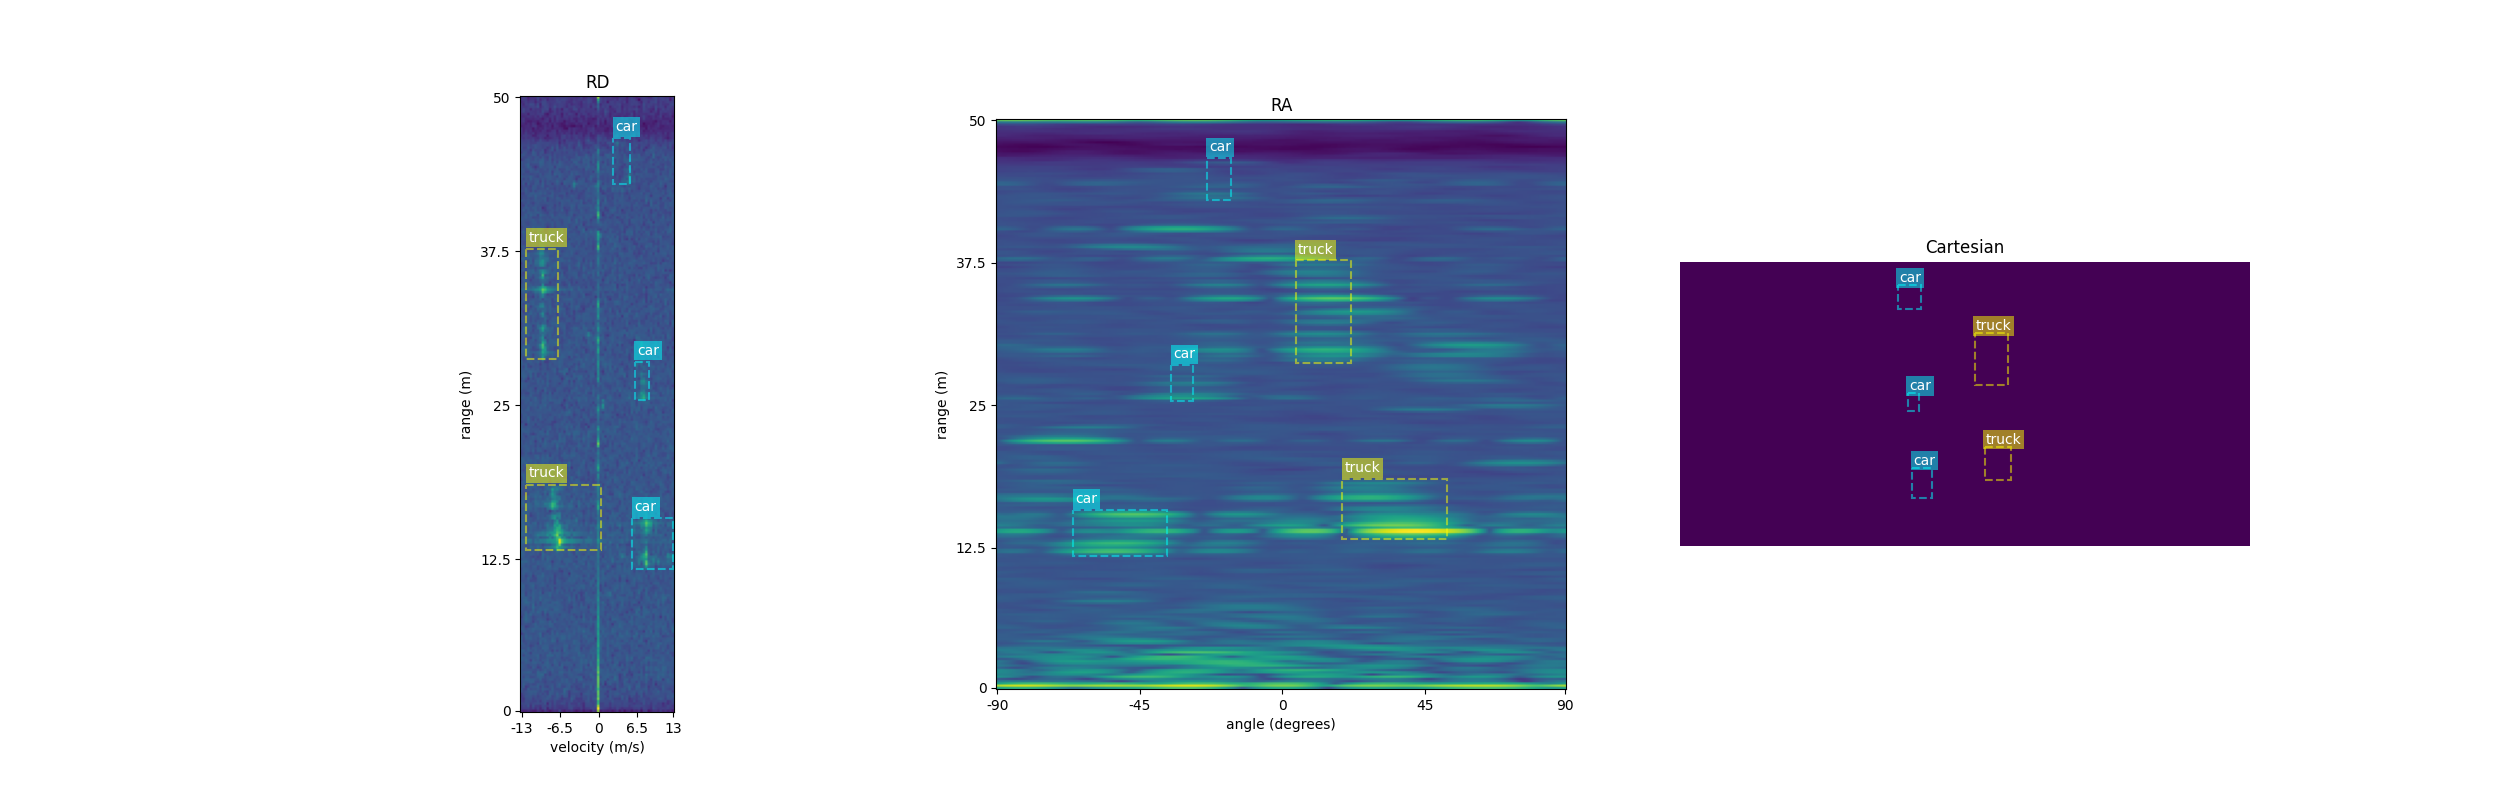 RD
50
37.5
25
12.5
0
range (m)
car
truck
car
truck
car
-13 -6.5 0 6.5 13
velocity (m/s)
RA
50
37.5
25
12.5
0
range (m)
car
truck
car
truck
car
-90 -45 0 45 90
angle (degrees)
Cartesian
car
truck
car
truck
car